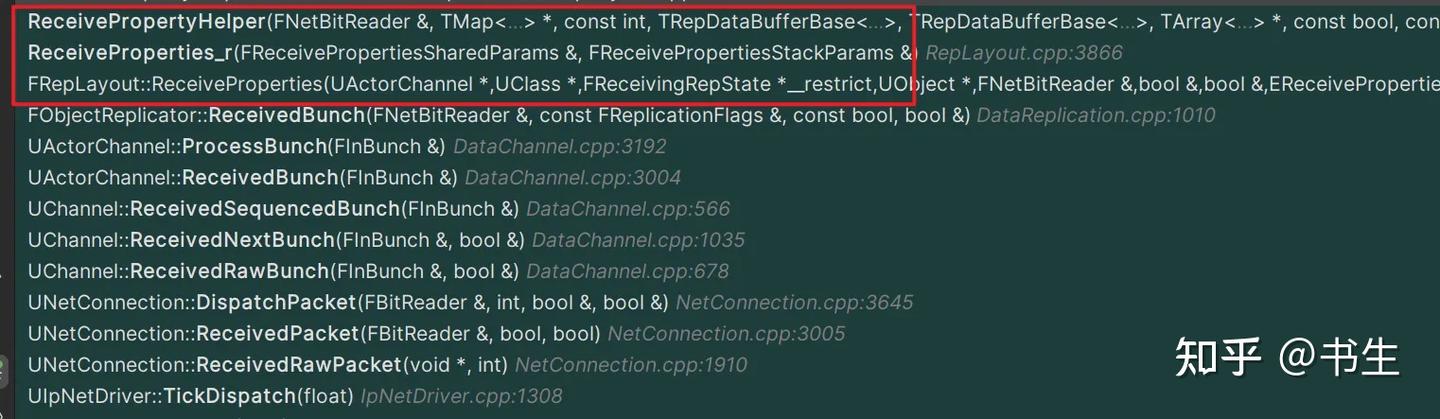 ReceivePropertyHelper(FNetBitReader &, TMap<...> *, const int, TRepDataBufferBase<...>, TRepDataBufferBase<...>, TArray<...> *, const bool, con
ReceiveProperties_r(FReceivePropertiesSharedParams &, FReceivePropertiesStackParams &) RepLayout.cpp:3866
FRepLayout::ReceiveProperties(UActorChannel *,UClass *,FReceivingRepState *__restrict,UObject *,FNetBitReader &,bool &,bool &,EReceivePropertie
FObjectReplicator::ReceivedBunch(FNetBitReader &, const FReplicationFlags &, const bool, bool &) DataReplication.cpp:1010
UActorChannel::ProcessBunch(FInBunch &) DataChannel.cpp:3192
UActorChannel::ReceivedBunch(FInBunch &) DataChannel.cpp:3004
UChannel::ReceivedSequencedBunch(FInBunch &) DataChannel.cpp:566
UChannel::ReceivedNextBunch(FInBunch &, bool &) DataChannel.cpp:1035
UChannel::ReceivedRawBunch(FInBunch &, bool &) DataChannel.cpp:678
UNetConnection::DispatchPacket(FBitReader &, int, bool &, bool &) NetConnection.cpp:3645
UNetConnection::ReceivedPacket(FBitReader &, bool, bool) NetConnection.cpp:3005
UNetConnection::ReceivedRawPacket(void *, int) NetConnection.cpp:1910
UIpNetDriver::TickDispatch(float) IpNetDriver.cpp:1308
知乎 @书生